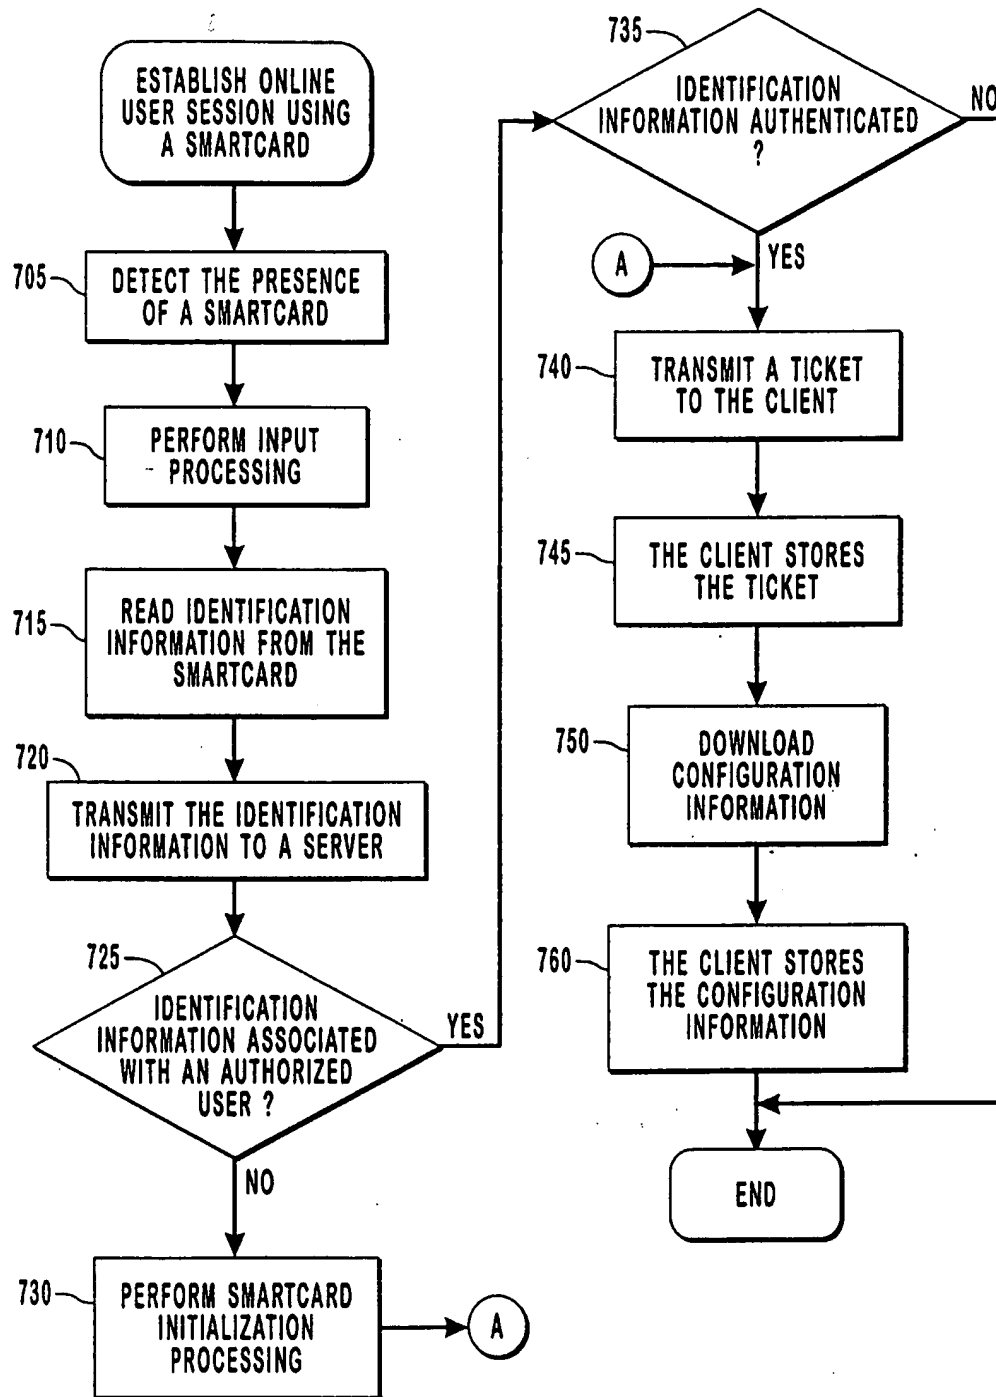 ESTABLISH ONLINE
USER SESSION USING
A SMARTCARD
705
DETECT THE PRESENCE
OF A SMARTCARD
710
PERFORM INPUT
PROCESSING
715
READ IDENTIFICATION
INFORMATION FROM THE
SMARTCARD
720
TRANSMIT THE IDENTIFICATION
INFORMATION TO A SERVER
725
IDENTIFICATION
INFORMATION ASSOCIATED
WITH AN AUTHORIZED
USER ?
YES
NO
730
PERFORM SMARTCARD
INITIALIZATION
PROCESSING
A
735
IDENTIFICATION
INFORMATION AUTHENTICATED
?
NO
YES
A
740
TRANSMIT A TICKET
TO THE CLIENT
745
THE CLIENT STORES
THE TICKET
750
DOWNLOAD
CONFIGURATION
INFORMATION
760
THE CLIENT STORES
THE CONFIGURATION
INFORMATION
END